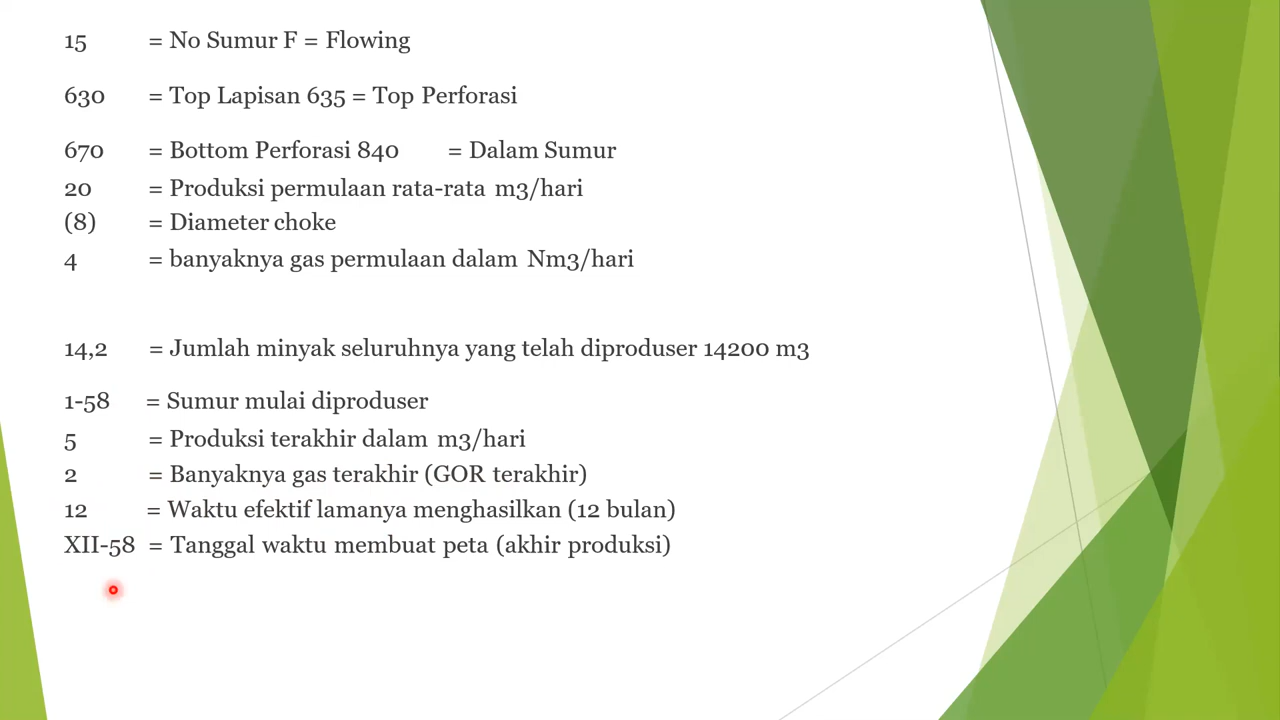 15 = No Sumur F = Flowing
630 = Top Lapisan 635 = Top Perforasi
670 = Bottom Perforasi 840 = Dalam Sumur
20 = Produksi permulaan rata-rata m3/hari
(8) = Diameter choke
4 = banyaknya gas permulaan dalam Nm3/hari
14,2 = Jumlah minyak seluruhnya yang telah diproduser 14200 m3
1-58 = Sumur mulai diproduser
5 = Produksi terakhir dalam m3/hari
2 = Banyaknya gas terakhir (GOR terakhir)
12 = Waktu efektif lamanya menghasilkan (12 bulan)
XII-58 = Tanggal waktu membuat peta (akhir produksi)